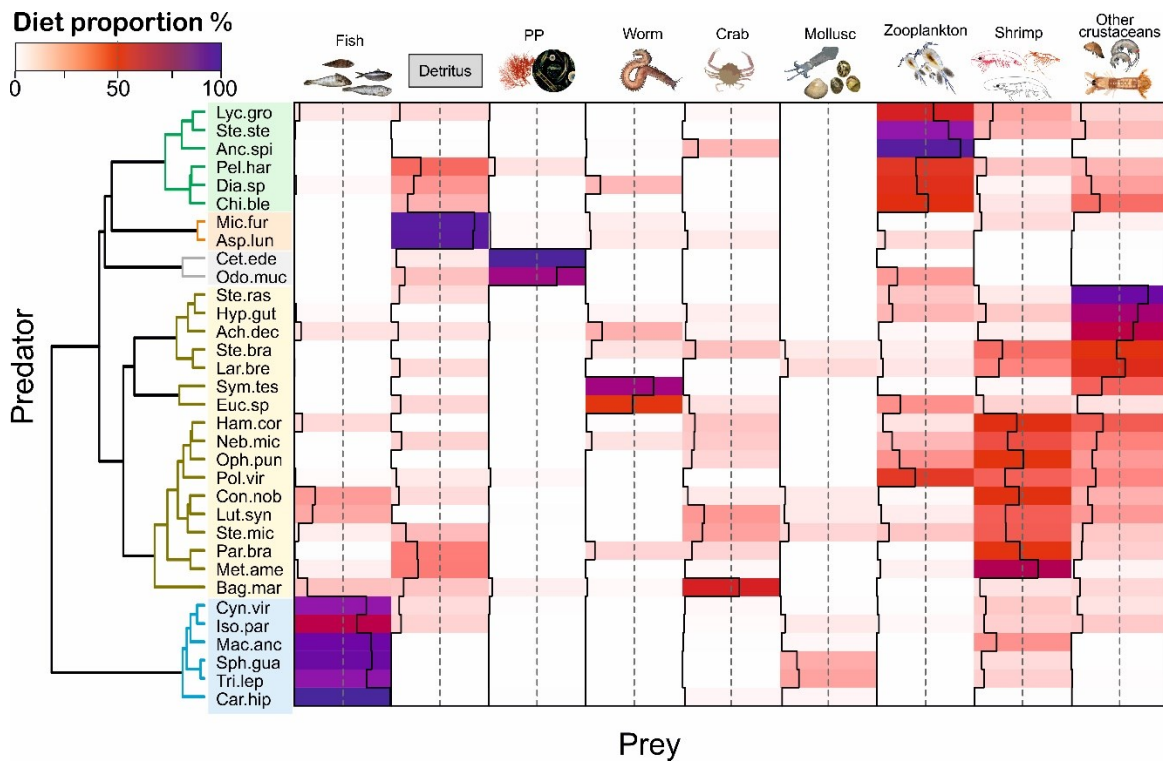 Diet proportion %
0 50 100
Fish
Detritus
PP
Worm
Crab
Mollusc
Zooplankton
Shrimp
Other
crustaceans
Predator
Lyc.gro
Ste.ste
Anc.spi
Pel.har
Dia.sp
Chi.ble
Mic.fur
Asp.lun
Cet.ede
Odo.muc
Ste.ras
Hyp.gut
Ach.dec
Ste.bra
Lar.bre
Sym.tes
Euc.sp
Ham.cor
Neb.mic
Oph.pun
Pol.vir
Con.nob
Lut.syn
Ste.mic
Par.bra
Met.ame
Bag.mar
Cyn.vir
Iso.par
Mac.anc
Sph.gua
Tri.lep
Car.hip
Prey